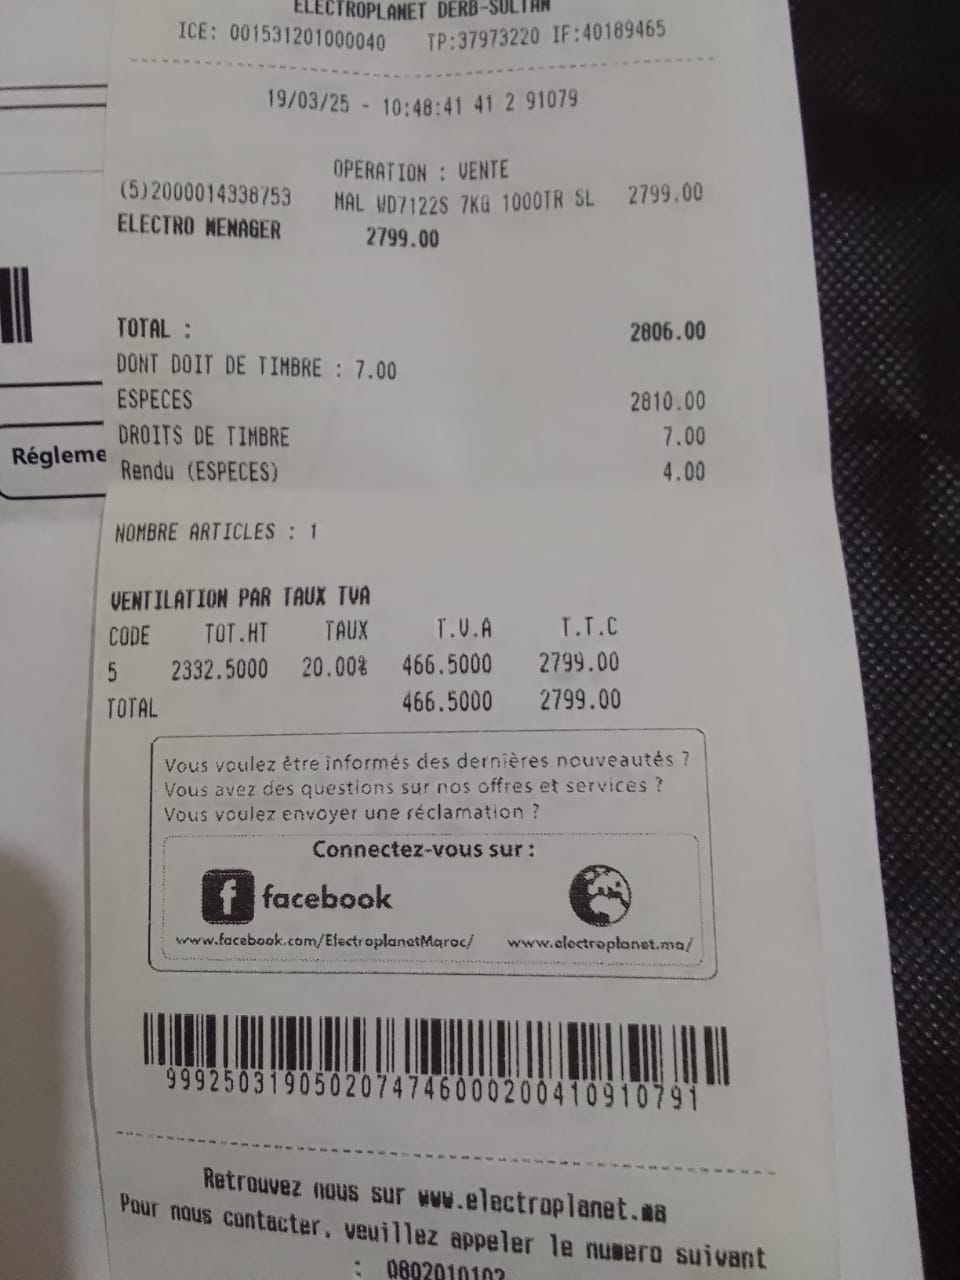 ELECTROPLANET DERB-SULTAN
ICE: 001531201000040 TP:37973220 IF:40189465
19/03/25 - 10:48:41 41 2 91079
OPERATION : VENTE
(5)2000014338753 MAL WD7122S 7KG 1000TR SL 2799.00
ELECTRO MENAGER 2799.00
TOTAL : 2806.00
DONT DOIT DE TIMBRE : 7.00
ESPECES 2810.00
DROITS DE TIMBRE 7.00
Régleme
Rendu (ESPECES) 4.00
NOMBRE ARTICLES : 1
VENTILATION PAR TAUX TVA
CODE TOT.HT TAUX T.V.A T.T.C
5 2332.5000 20.00% 466.5000 2799.00
TOTAL 466.5000 2799.00
Vous voulez être informés des dernières nouveautés ?
Vous avez des questions sur nos offres et services ?
Vous voulez envoyer une réclamation ?
Connectez-vous sur :
f facebook
www.facebook.com/ElectroplanetMaroc/ www.electroplanet.ma/
9992503190502074746000200410910791
Retrouvez nous sur www.electroplanet.ma
Pour nous contacter, veuillez appeler le numero suivant
: 0802010102